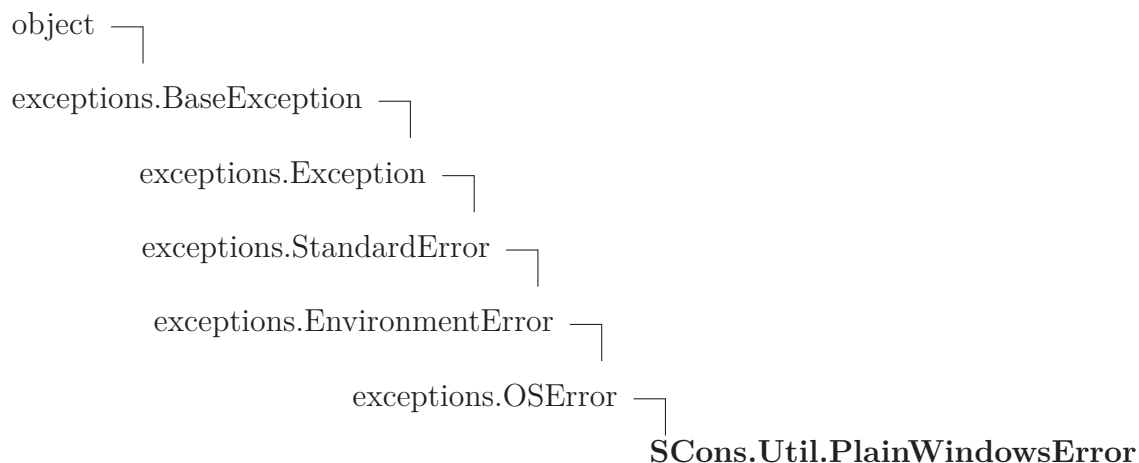 object
exceptions.BaseException
exceptions.Exception
exceptions.StandardError
exceptions.EnvironmentError
exceptions.OSError
SCons.Util.PlainWindowsError